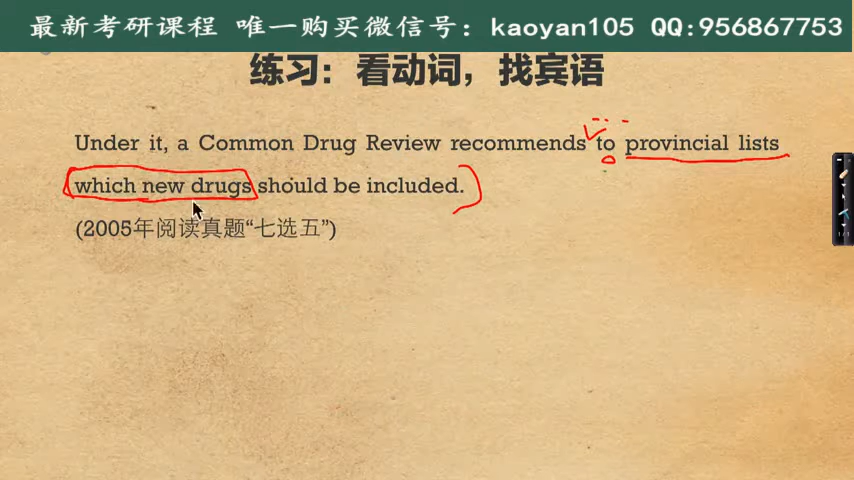 最新考研课程 唯一购买微信号：kaoyan105 QQ:956867753
练习：看动词，找宾语
Under it, a Common Drug Review recommends to provincial lists
which new drugs should be included.
(2005年阅读真题“七选五”)